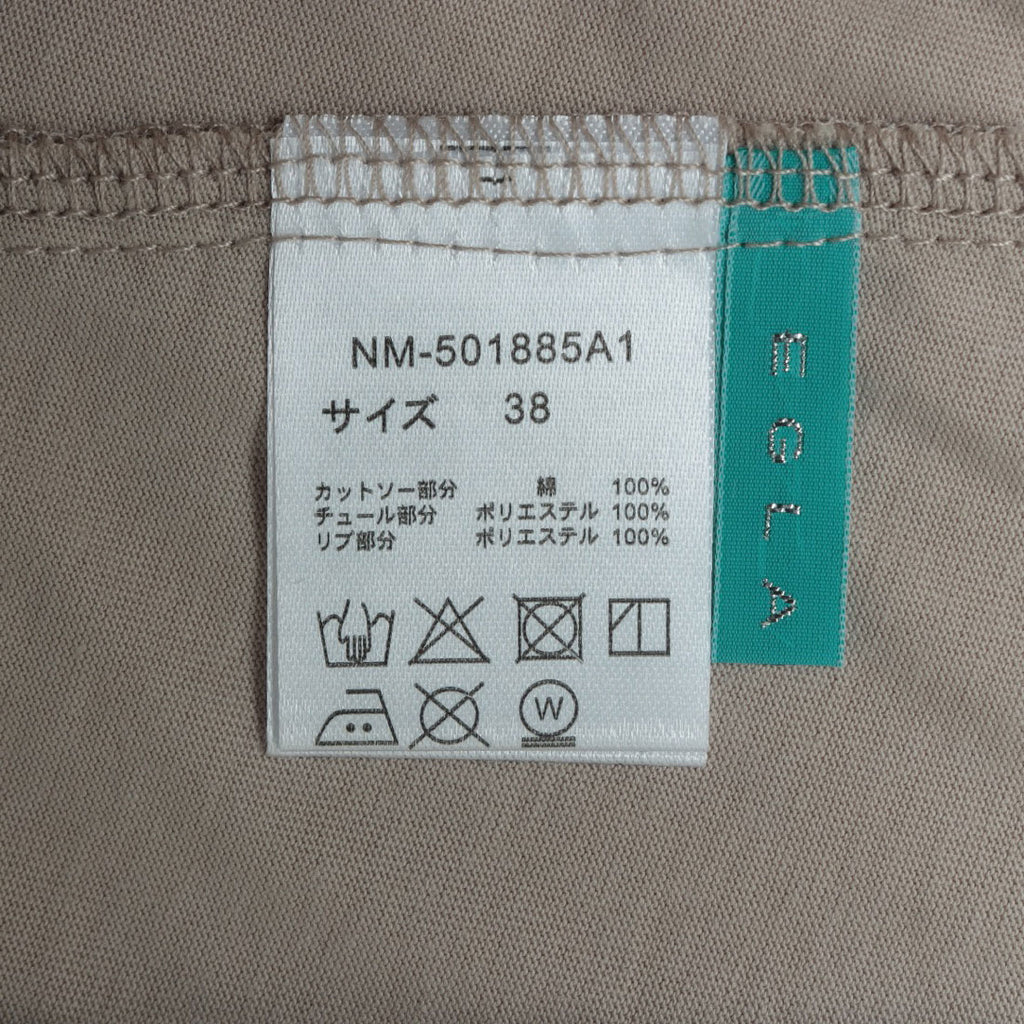 NM-501885A1
サイズ 38
カットソー部分 綿 100%
チュール部分 ポリエステル 100%
リブ部分 ポリエステル 100%
W
EGLA